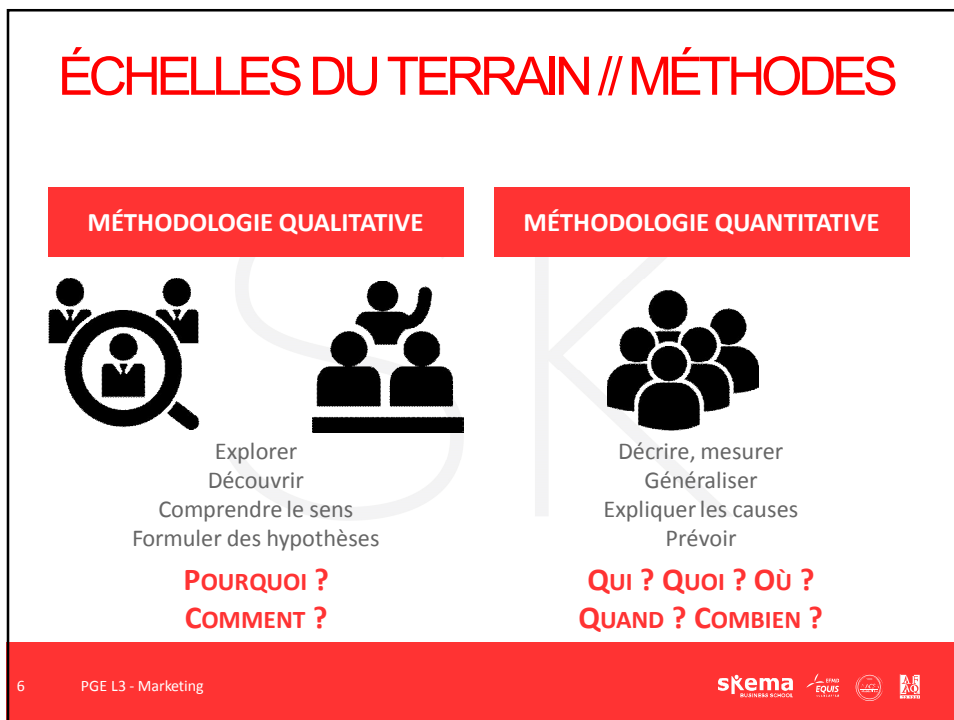 ÉCHELLES DU TERRAIN // MÉTHODES
MÉTHODOLOGIE QUALITATIVE
Explorer
Découvrir
Comprendre le sens
Formuler des hypothèses
POURQUOI ?
COMMENT ?
MÉTHODOLOGIE QUANTITATIVE
Décrire, mesurer
Généraliser
Expliquer les causes
Prévoir
QUI ? QUOI ? OÙ ?
QUAND ? COMBIEN ?
SK
6 PGE L3 - Marketing
skema
BUSINESS SCHOOL
EFMD
EQUIS